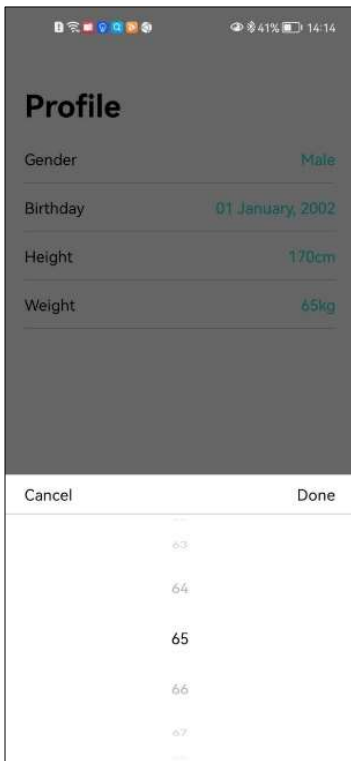 41% 14:14
Profile
Gender Male
Birthday 01 January, 2002
Height 170cm
Weight 65kg
Cancel Done
63
64
65
66
67